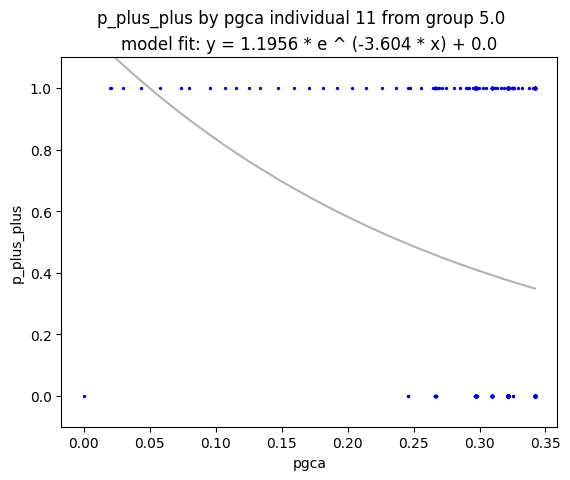 p_plus_plus by pgca individual 11 from group 5.0
model fit: y = 1.1956 * e ^ (-3.604 * x) + 0.0
1.0
0.8
0.6
0.4
0.2
0.0
p_plus_plus
0.00 0.05 0.10 0.15 0.20 0.25 0.30 0.35
pgca